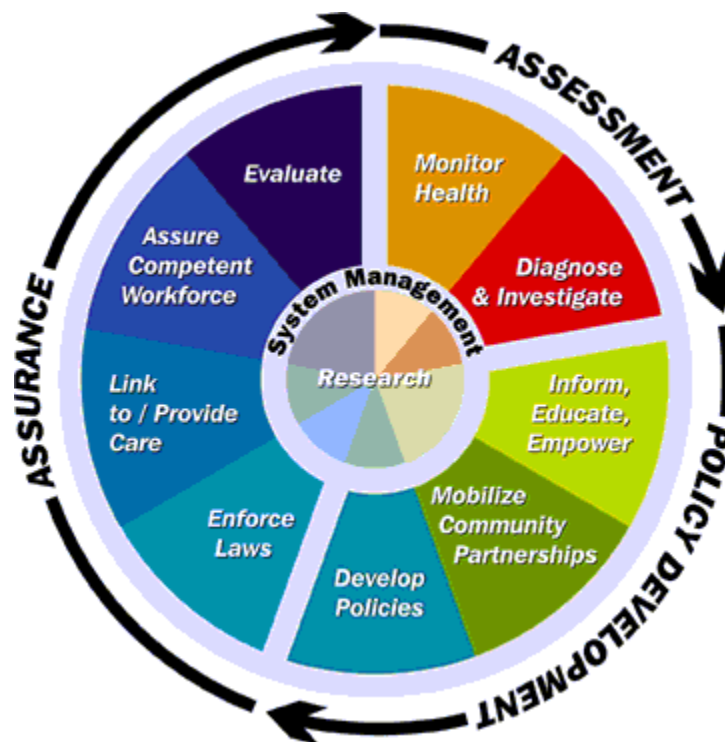 ASSESSMENT
POLICY DEVELOPMENT
ASSURANCE
Evaluate
Monitor
Health
Assure
Competent
Workforce
Diagnose
& Investigate
System Management
Research
Link
to / Provide
Care
Inform,
Educate,
Empower
Enforce
Laws
Mobilize
Community
Partnerships
Develop
Policies